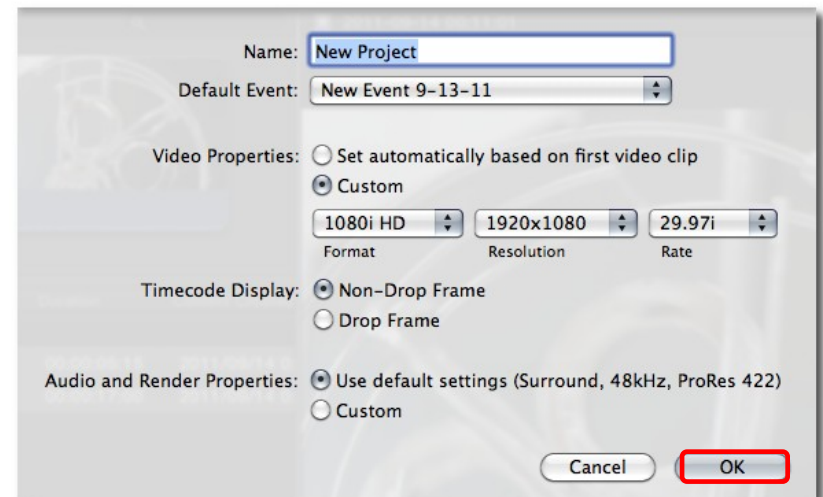 Name: New Project
Default Event: New Event 9-13-11
Video Properties: Set automatically based on first video clip
Custom
1080i HD 1920x1080 29.97i
Format Resolution Rate
Timecode Display: Non-Drop Frame
Drop Frame
Audio and Render Properties: Use default settings (Surround, 48kHz, ProRes 422)
Custom
Cancel OK